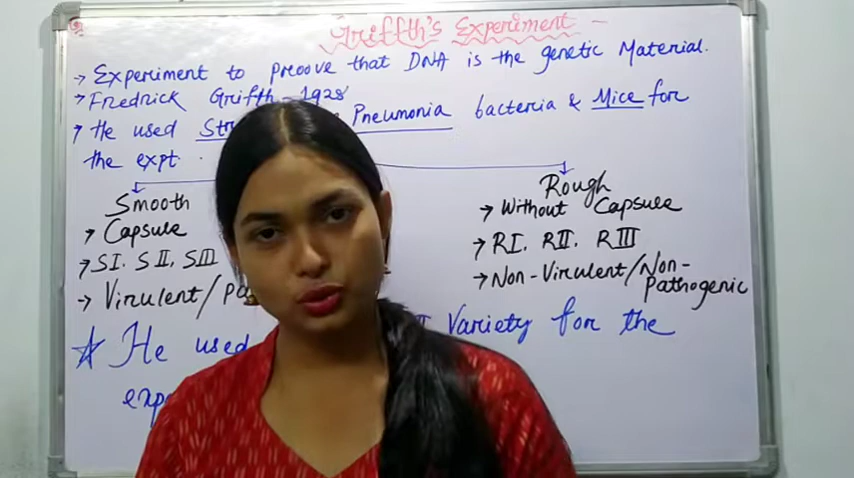 Griffth's Experiment -
→ Experiment to proove that DNA is the genetic Material.
→ Fredrick Grifth - 1928
→ He used Pneumonia bacteria & Mice for
the expt.
Smooth
→ Capsule
→ SI. SII, SIII
→ Virulent/
Rough
→ Without Capsule
→ RI, RII, RIII
→ Non-Virulent/Non-
Pathogenic
☆ He used Variety for the